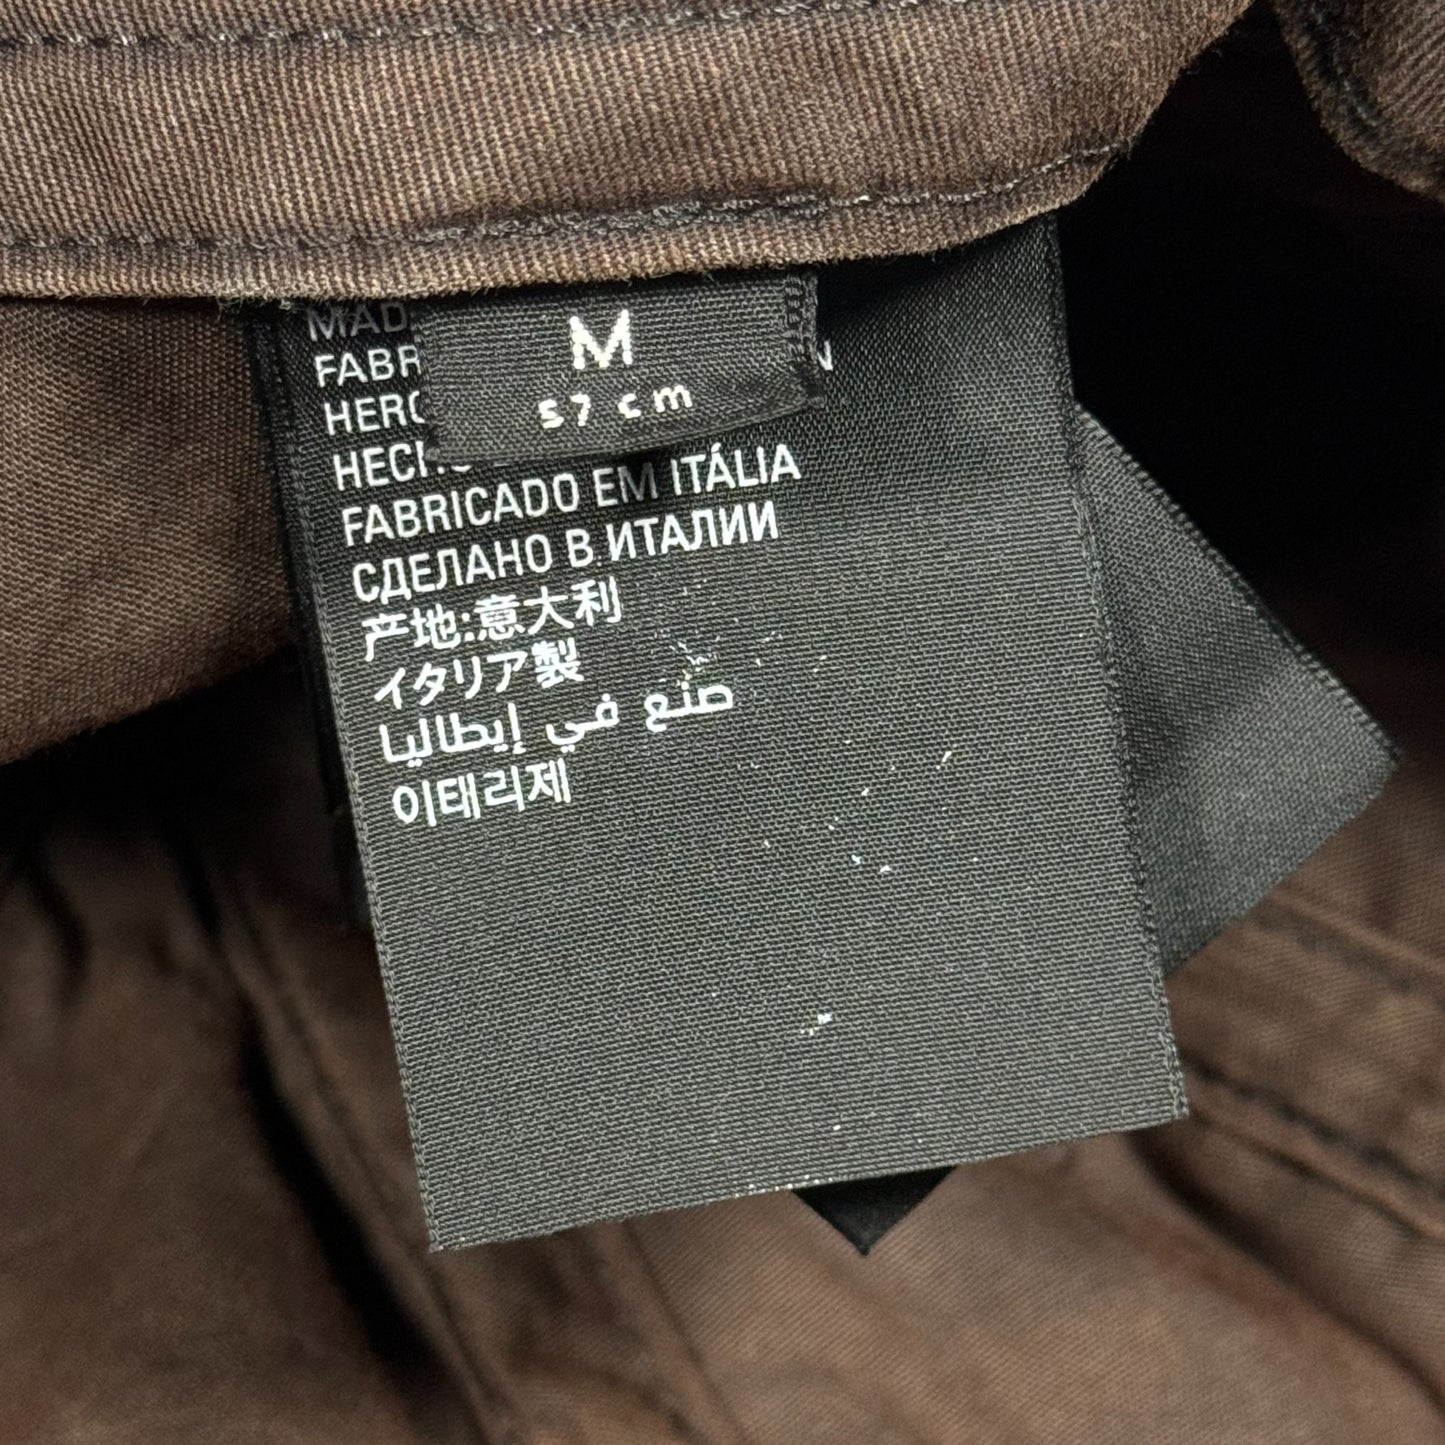 M
57 cm
FABRICADO EM ITÁLIA
СДЕЛАНО В ИТАЛИИ
产地:意大利
イタリア製
صنع في إيطاليا
이태리제